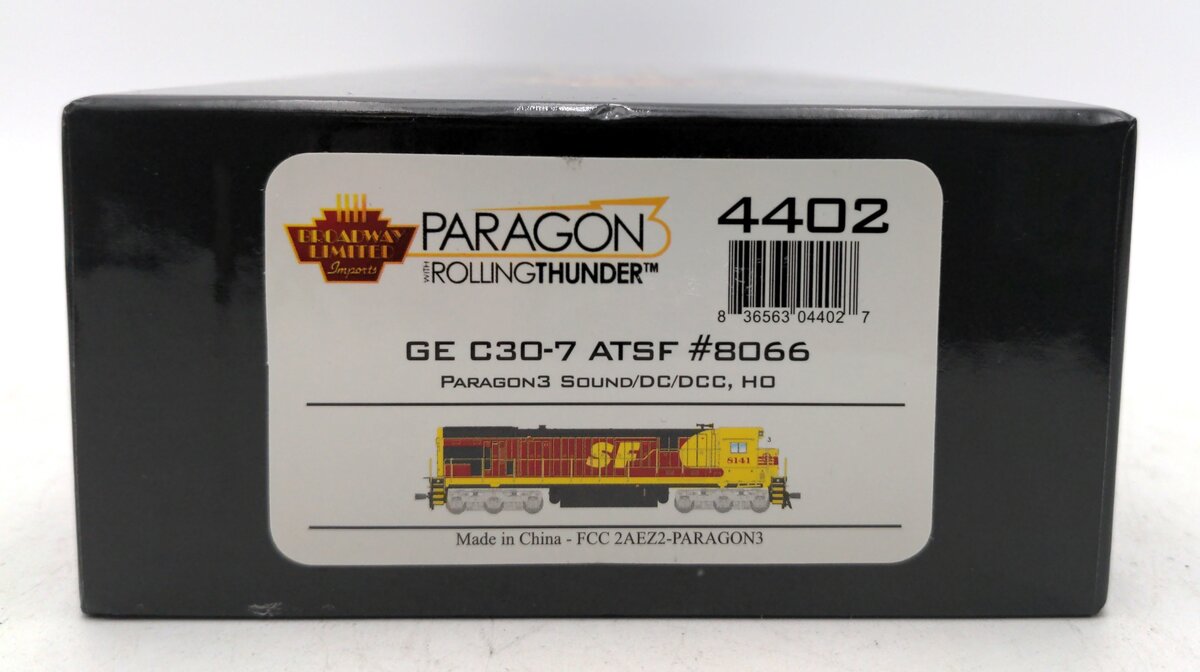 BROADWAY
LIMITED
Imports
PARAGON3
WITH ROLLINGTHUNDER™
4402
8 36563 04402 7
GE C30-7 ATSF #8066
PARAGON3 SOUND/DC/DCC, HO
SF
8141
3
Made in China - FCC 2AEZ2-PARAGON3